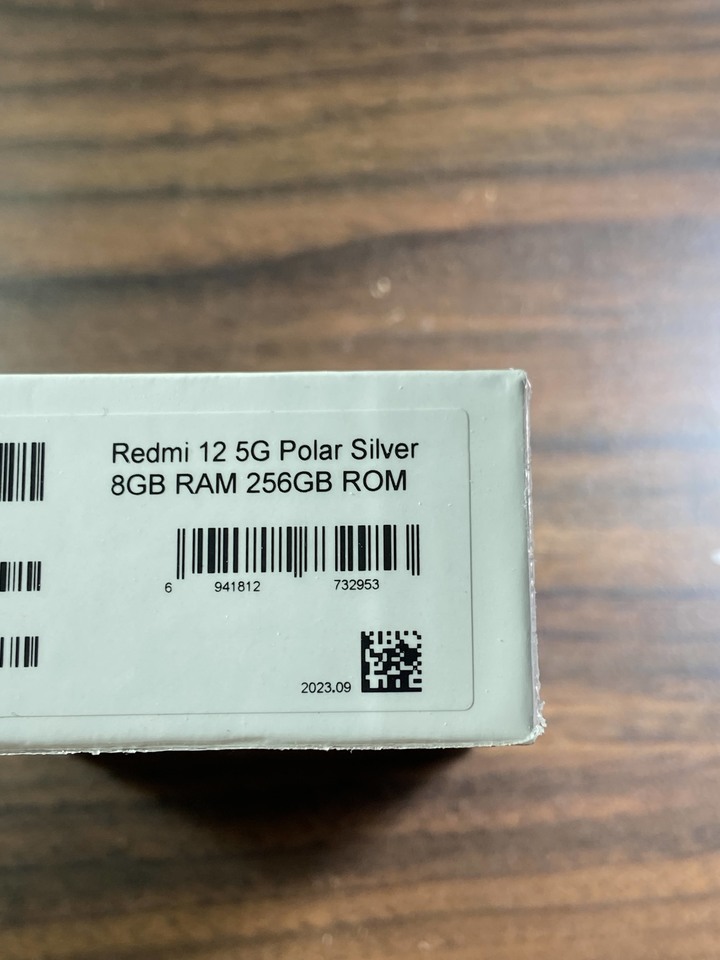 Redmi 12 5G Polar Silver
8GB RAM 256GB ROM
6 941812 732953
2023.09